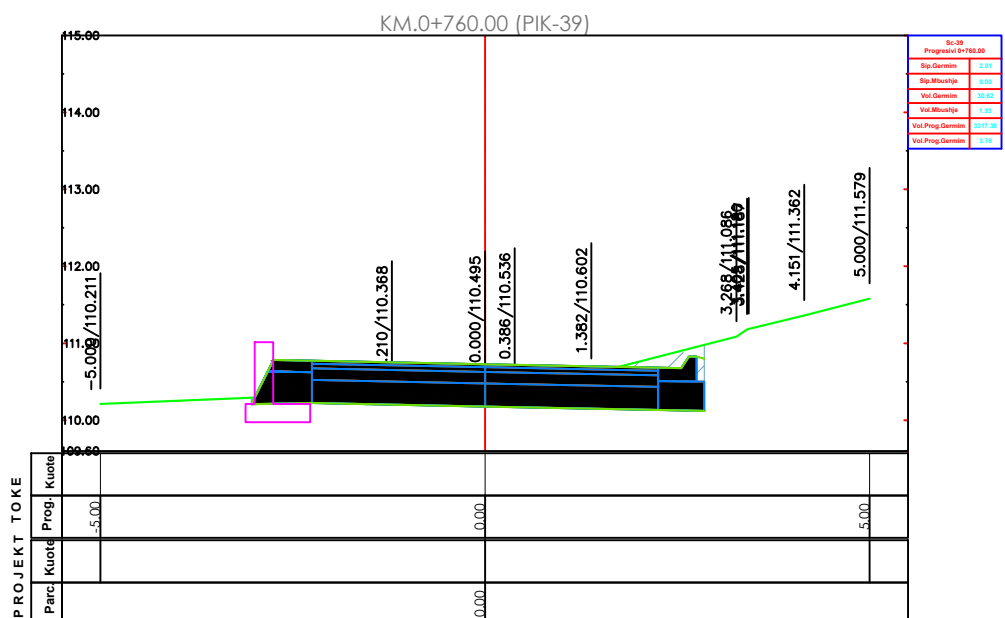 KM.0+760.00 (PIK-39)
115.00
114.00
113.00
112.00
111.00
110.00
109.60
Sc-39
Progresivi 0+760.00
Sip.Germim
Sip.Mbushje 0.00
Vol.Germim
Vol.Mbushje
Vol.Prog.Germim
Vol.Prog.Germim
-5.000/110.211
.210/110.368
0.000/110.495
0.386/110.536
1.382/110.602
3.268/111.086
4.151/111.362
5.000/111.579
PROJEKT TOKE
Kuote
Prog. -5.00 0.00 5.00
Kuote
Parc. 0.00